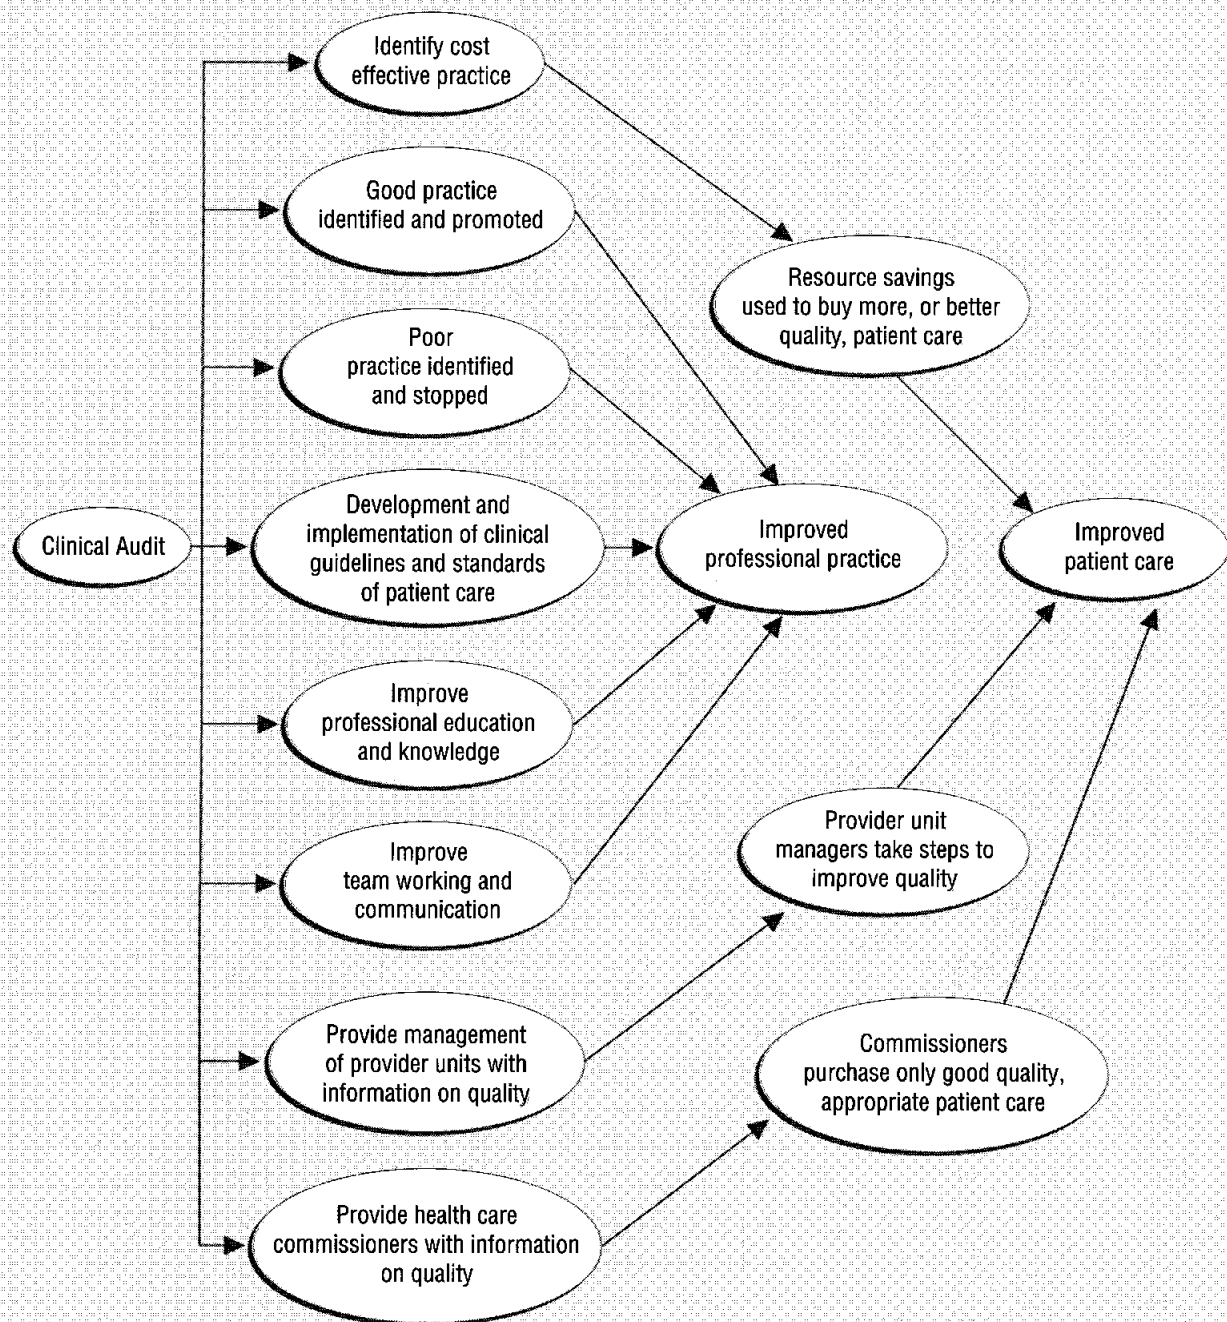 Identify cost
effective practice
Good practice
identified and promoted
Resource savings
used to buy more, or better
quality, patient care
Poor
practice identified
and stopped
Clinical Audit
Development and
implementation of clinical
guidelines and standards
of patient care
Improved
professional practice
Improved
patient care
Improve
professional education
and knowledge
Improve
team working and
communication
Provider unit
managers take steps to
improve quality
Provide management
of provider units with
information on quality
Commissioners
purchase only good quality,
appropriate patient care
Provide health care
commissioners with information
on quality